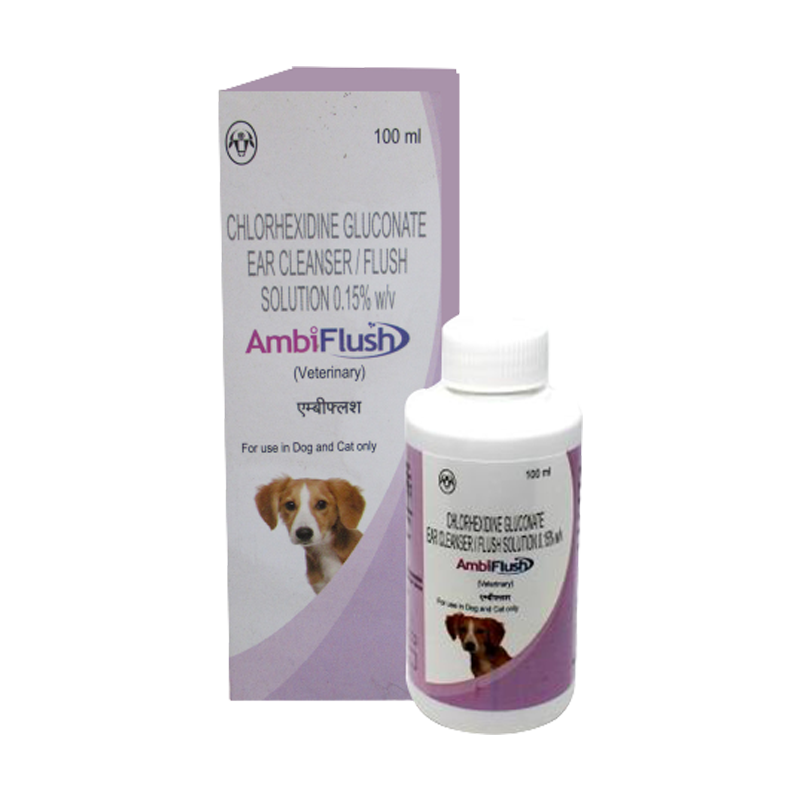 100 ml
CHLORHEXIDINE GLUCONATE
EAR CLEANSER / FLUSH
SOLUTION 0.15% w/v
AmbiFlush
(Veterinary)
एम्बीफ्लश
For use in Dog and Cat only
100 ml
CHLORHEXIDINE GLUCONATE
EAR CLEANSER / FLUSH SOLUTION 0.15% w/v
AmbiFlush
(Veterinary)
एम्बीफ्लश
For use in Dog and Cat only